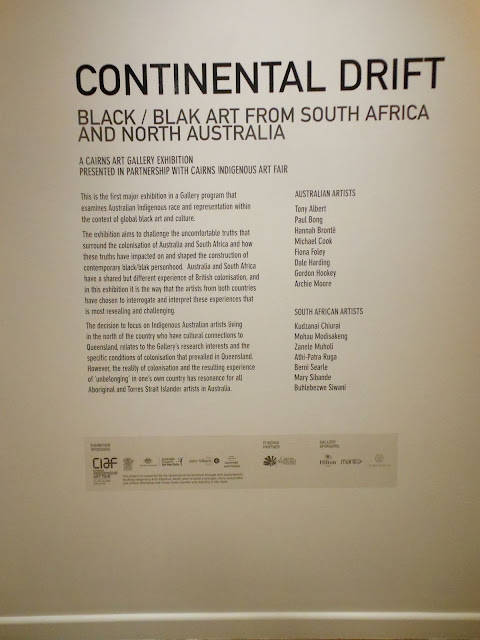 CONTINENTAL DRIFT
BLACK / BLAK ART FROM SOUTH AFRICA
AND NORTH AUSTRALIA
A CAIRNS ART GALLERY EXHIBITION
PRESENTED IN PARTNERSHIP WITH CAIRNS INDIGENOUS ART FAIR
This is the first major exhibition in a Gallery program that
examines Australian Indigenous race and representation within
the context of global black art and culture.
The exhibition aims to challenge the uncomfortable truths that
surround the colonisation of Australia and South Africa and how
these truths have impacted on and shaped the construction of
contemporary black/blak personhood. Australia and South Africa
have a shared but different experience of British colonisation, and
in this exhibition it is the way that the artists from both countries
have chosen to interrogate and interpret these experiences that
is most revealing and challenging.
The decision to focus on Indigenous Australian artists living
in the north of the country who have cultural connections to
Queensland, relates to the Gallery's research interests and the
specific conditions of colonisation that prevailed in Queensland.
However, the reality of colonisation and the resulting experience
of 'unbelonging' in one's own country has resonance for all
Aboriginal and Torres Strait Islander artists in Australia.
AUSTRALIAN ARTISTS
Tony Albert
Paul Bong
Hannah Brontë
Michael Cook
Fiona Foley
Dale Harding
Gordon Hookey
Archie Moore
SOUTH AFRICAN ARTISTS
Kudzanai Chiurai
Mohau Modisakeng
Zanele Muholi
Athi-Patra Ruga
Berni Searle
Mary Sibande
Buhlebezwe Siwani
EXHIBITION
SPONSORS
CIAF
FUNDING
PARTNER
GALLERY
SPONSORS
Hilton
mantra